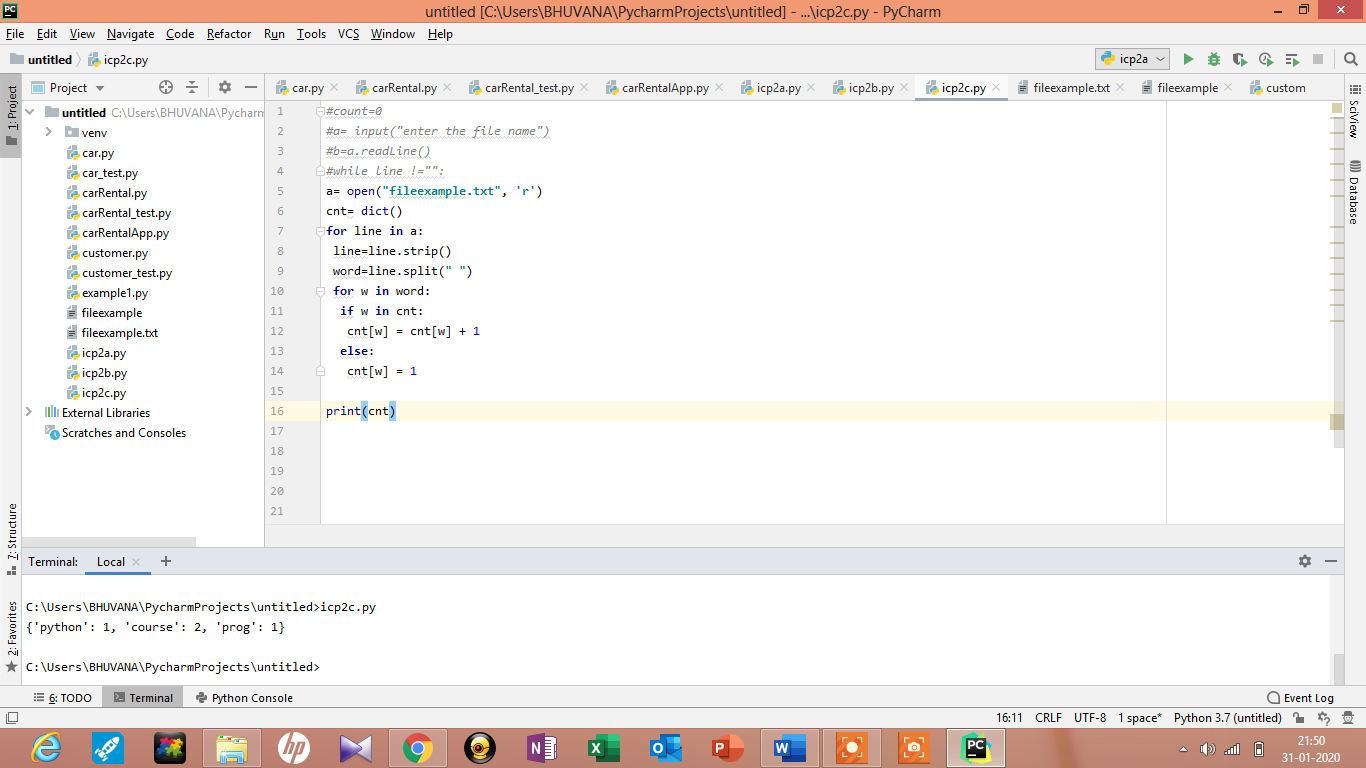 untitled [C:\Users\BHUVANA\PycharmProjects\untitled] - ...\icp2c.py - PyCharm
File Edit View Navigate Code Refactor Run Tools VCS Window Help
untitled icp2c.py icp2a
1: Project
Project
car.py carRental.py carRental_test.py carRentalApp.py icp2a.py icp2b.py icp2c.py fileexample.txt fileexample custom
untitled C:\Users\BHUVANA\Pycharm
venv
car.py
car_test.py
carRental.py
carRental_test.py
carRentalApp.py
customer.py
customer_test.py
example1.py
fileexample
fileexample.txt
icp2a.py
icp2b.py
icp2c.py
External Libraries
Scratches and Consoles
1 #count=0
2 #a= input("enter the file name")
3 #b=a.readLine()
4 #while line !="":
5 a= open("fileexample.txt", 'r')
6 cnt= dict()
7 for line in a:
8  line=line.strip()
9  word=line.split(" ")
10  for w in word:
11   if w in cnt:
12    cnt[w] = cnt[w] + 1
13   else:
14    cnt[w] = 1
15
16 print(cnt)
17
18
19
20
21
SciView
Database
7: Structure
2: Favorites
Terminal: Local
C:\Users\BHUVANA\PycharmProjects\untitled>icp2c.py
{'python': 1, 'course': 2, 'prog': 1}
C:\Users\BHUVANA\PycharmProjects\untitled>
6: TODO Terminal Python Console Event Log
16:11 CRLF UTF-8 1 space* Python 3.7 (untitled)
21:50
31-01-2020